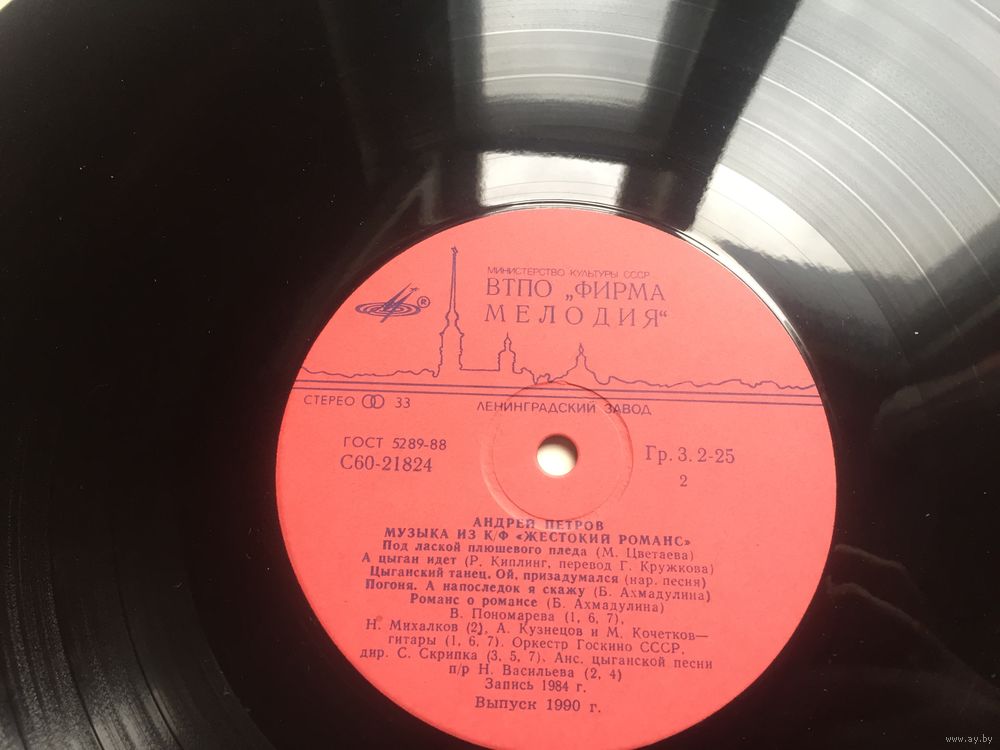 МИНИСТЕРСТВО КУЛЬТУРЫ СССР
ВТПО „ФИРМА
МЕЛОДИЯ“
®
СТЕРЕО 33
ЛЕНИНГРАДСКИЙ ЗАВОД
ГОСТ 5289-88
С60-21824
Гр. 3. 2-25
2
АНДРЕЙ ПЕТРОВ
МУЗЫКА ИЗ К/Ф «ЖЕСТОКИЙ РОМАНС»
Под лаской плюшевого пледа (М. Цветаева)
А цыган идет (Р. Киплинг, перевод Г. Кружкова)
Цыганский танец. Ой, призадумался (нар. песня)
Погоня. А напоследок я скажу (Б. Ахмадулина)
Романс о романсе (Б. Ахмадулина)
В. Пономарева (1, 6, 7),
Н. Михалков (2), А. Кузнецов и М. Кочетков—
гитары (1, 6, 7). Оркестр Госкино СССР,
дир. С. Скрипка (3, 5, 7). Анс. цыганской песни
п/р Н. Васильева (2, 4)
Запись 1984 г.
Выпуск 1990 г.
www.ay.by